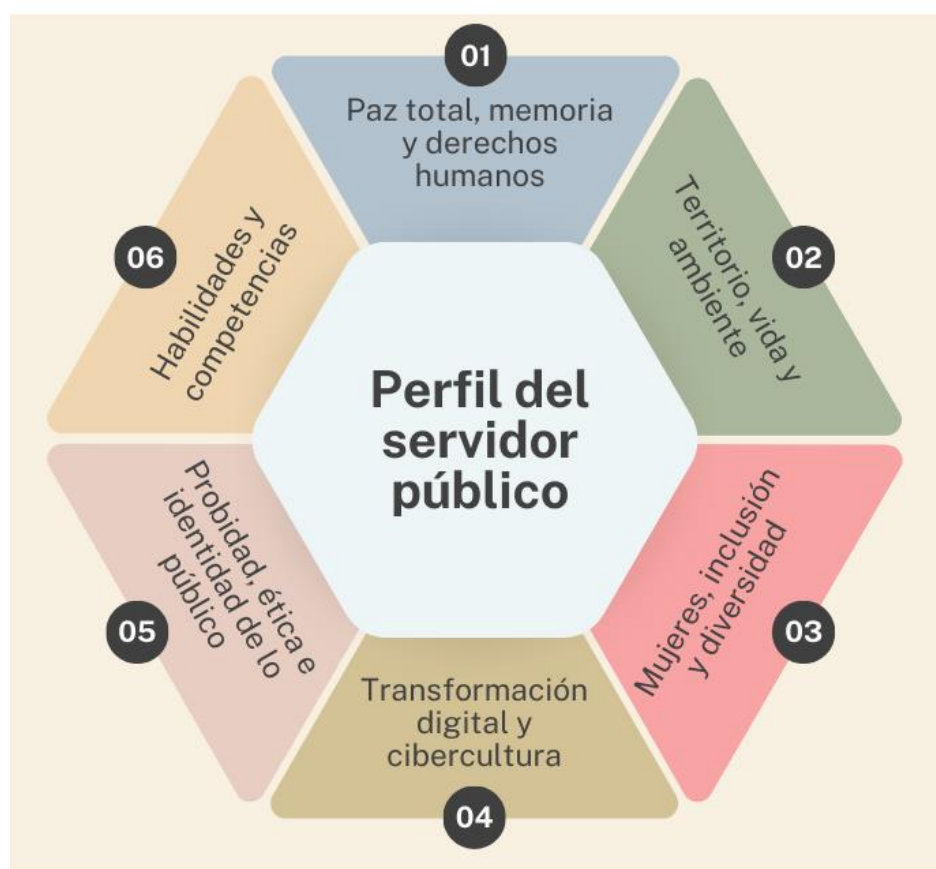 01
Paz total, memoria
y derechos
humanos
02
Territorio, vida y
ambiente
03
Mujeres, inclusión
y diversidad
04
Transformación
digital y
cibercultura
05
Probidad, ética e
identidad de lo
público
06
Habilidades y
competencias
Perfil del
servidor
público